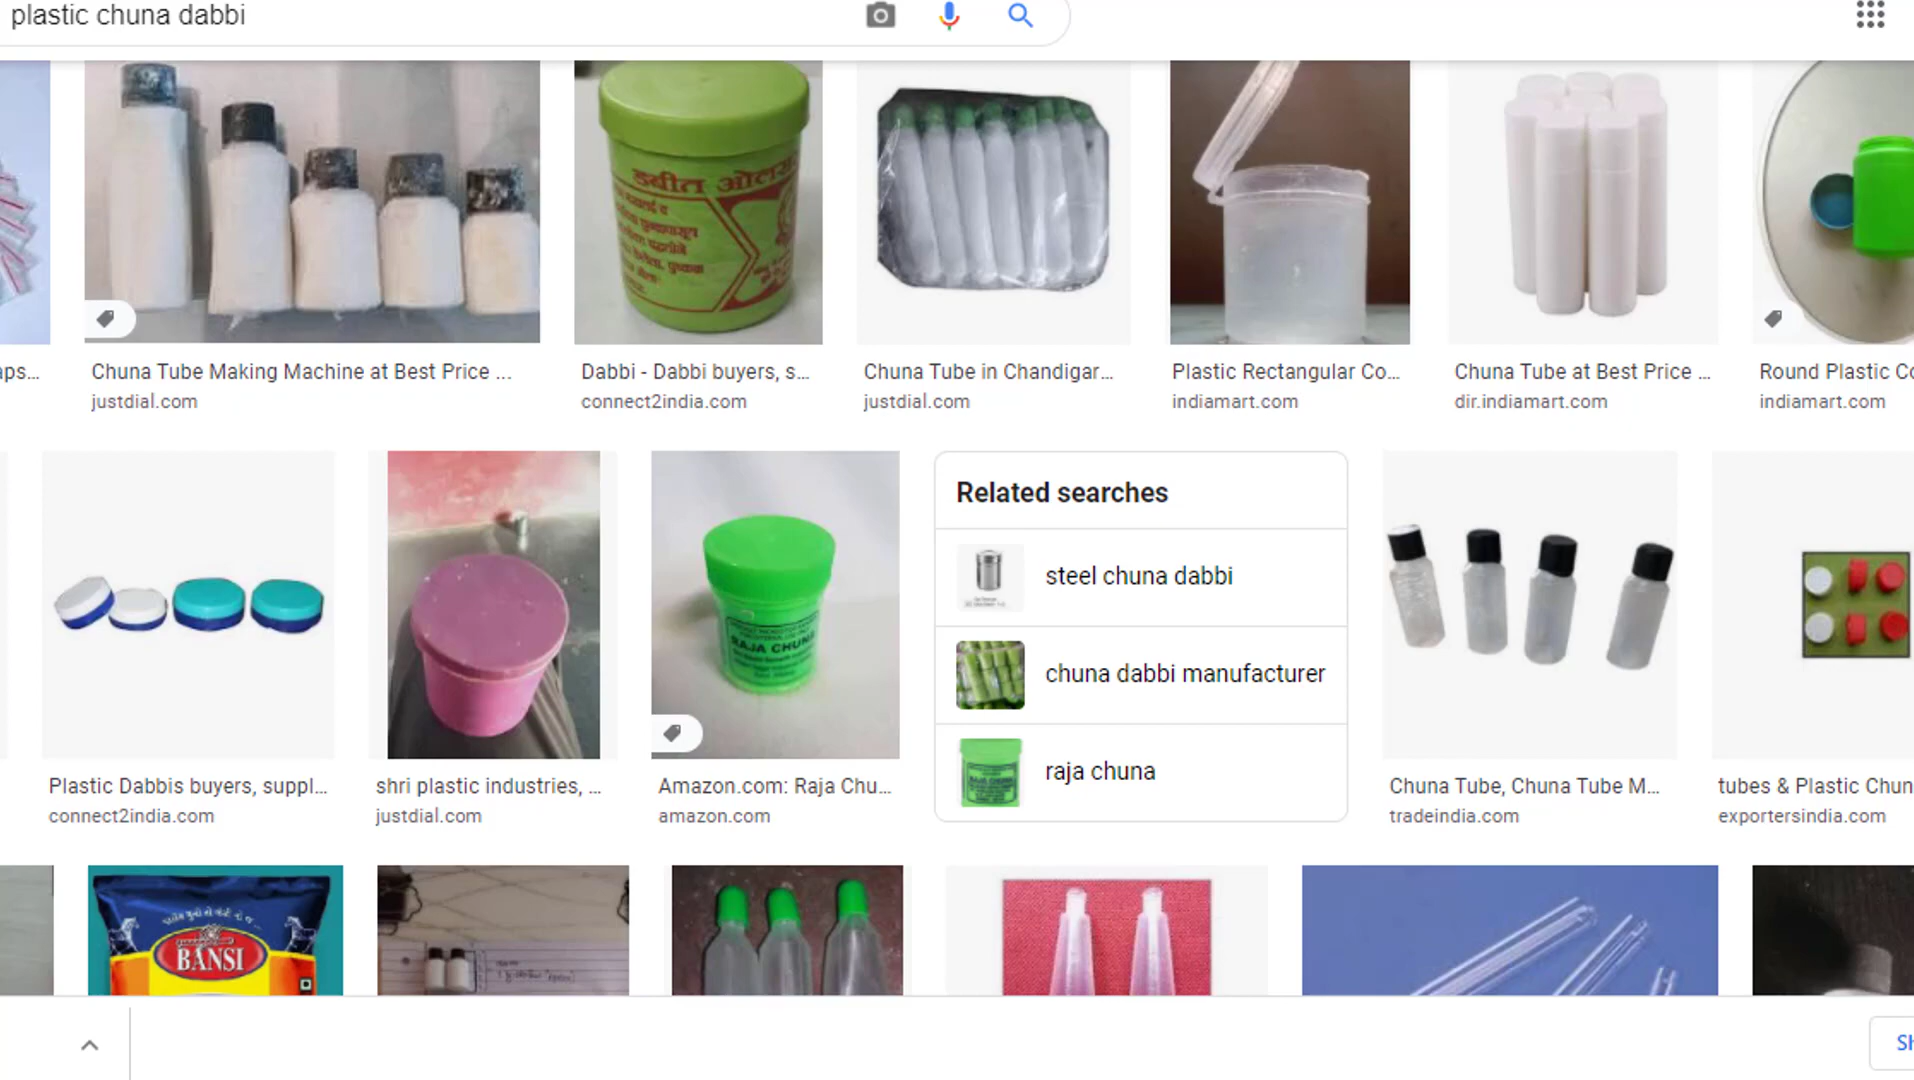 plastic chuna dabbi
डबीत
aps...
Chuna Tube Making Machine at Best Price ...
justdial.com
Dabbi - Dabbi buyers, s...
connect2india.com
Chuna Tube in Chandigar...
justdial.com
Plastic Rectangular Co...
indiamart.com
Chuna Tube at Best Price ...
dir.indiamart.com
Round Plastic Co
indiamart.com
RAJA CHUNA
Related searches
steel chuna dabbi
chuna dabbi manufacturer
raja chuna
Plastic Dabbis buyers, suppl...
connect2india.com
shri plastic industries, ...
justdial.com
Amazon.com: Raja Chu...
amazon.com
Chuna Tube, Chuna Tube M...
tradeindia.com
tubes & Plastic Chun
exportersindia.com
BANSI